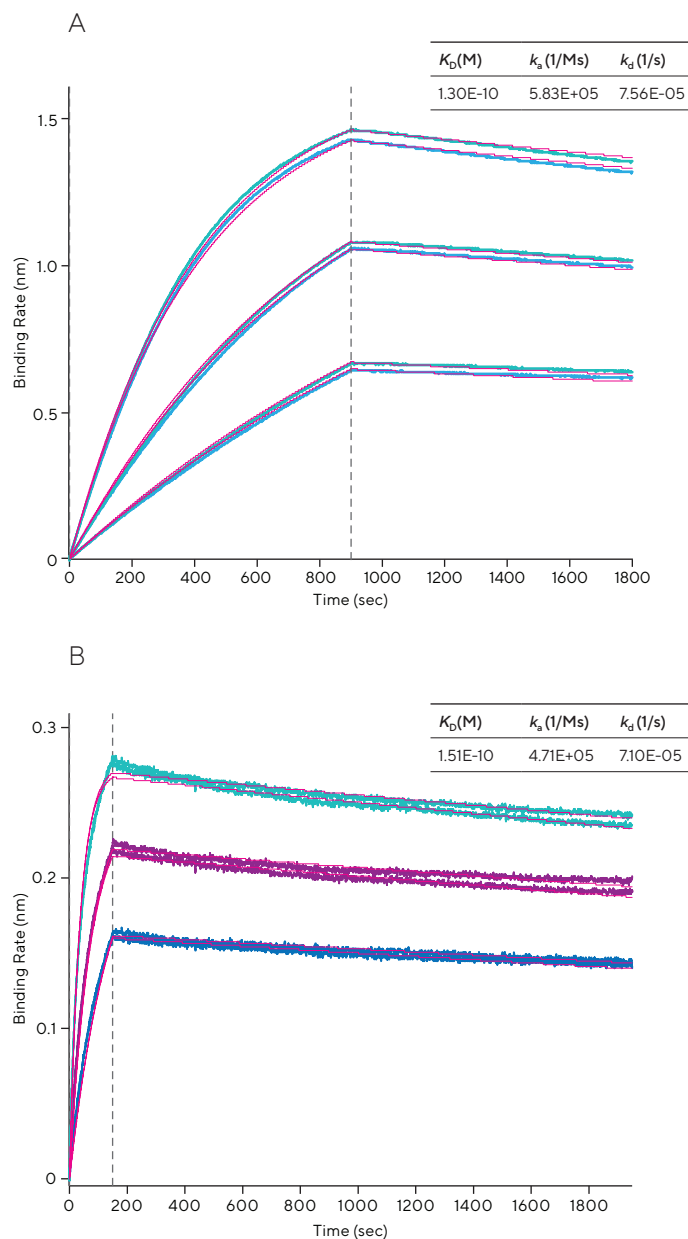 A
K_D(M) k_a(1/Ms) k_d(1/s)
1.30E-10 5.83E+05 7.56E-05
1.5
1.0
0.5
0
Binding Rate (nm)
0 200 400 600 800 1000 1200 1400 1600 1800
Time (sec)
B
K_D(M) k_a(1/Ms) k_d(1/s)
1.51E-10 4.71E+05 7.10E-05
0.3
0.2
0.1
0
Binding Rate (nm)
0 200 400 600 800 1000 1200 1400 1600 1800
Time (sec)